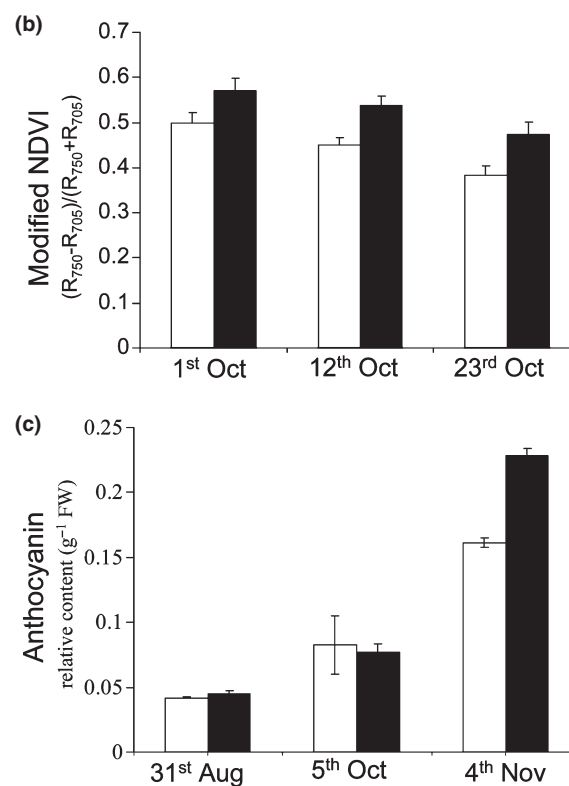 (b)
Modified NDVI
(R750-R705)/(R750+R705)
0.7
0.6
0.5
0.4
0.3
0.2
0.1
0
1st Oct 12th Oct 23rd Oct
(c)
Anthocyanin
relative content (g⁻¹ FW)
0.25
0.2
0.15
0.1
0.05
0
31st Aug 5th Oct 4th Nov